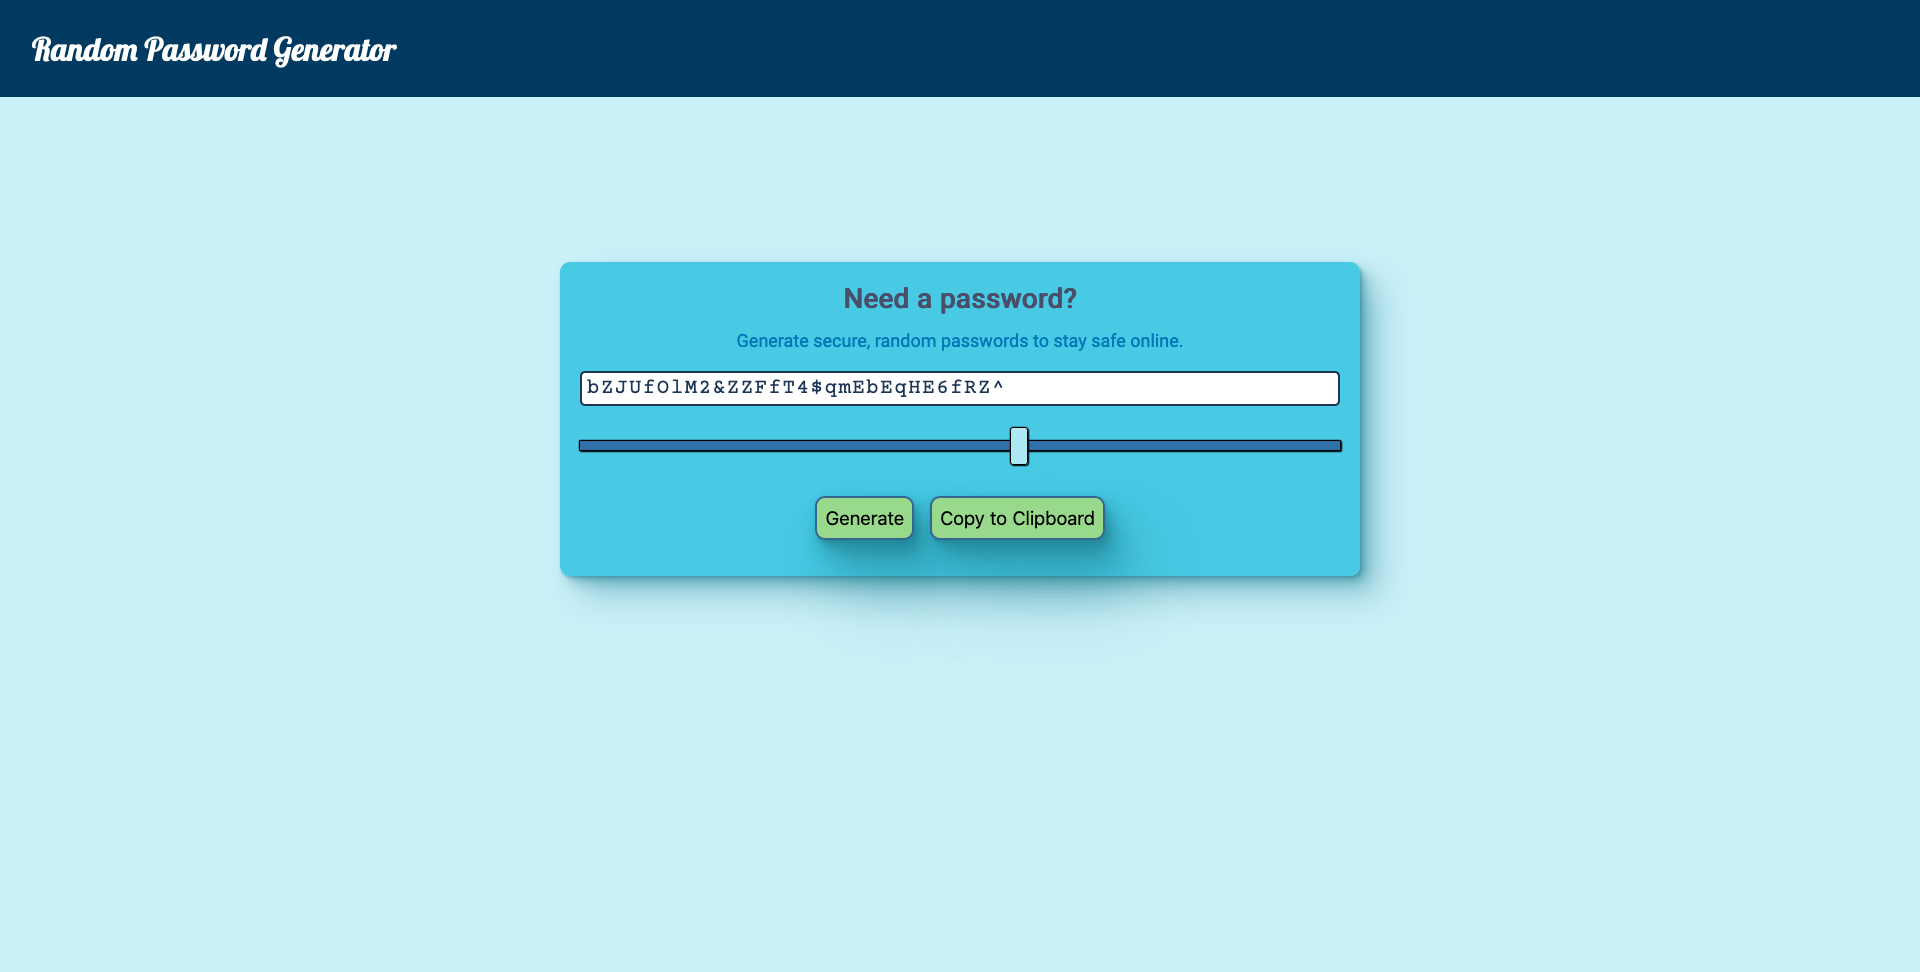 Random Password Generator
Need a password?
Generate secure, random passwords to stay safe online.
bZJUfOlM2&ZZFfT4$qmEbEqHE6fRZ^
Generate
Copy to Clipboard